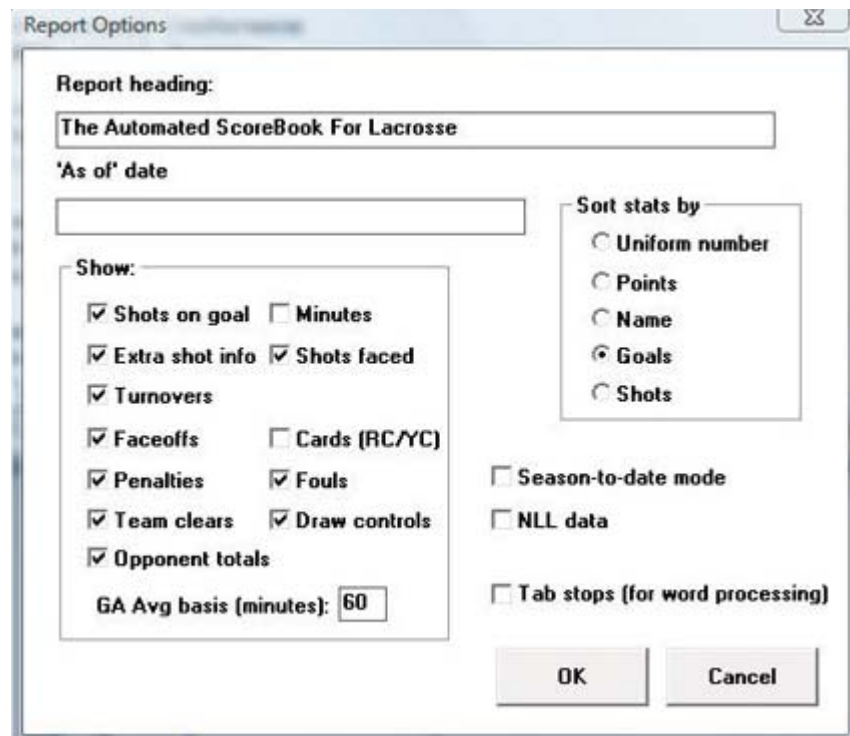 Report Options
Report heading:
The Automated ScoreBook For Lacrosse
'As of' date
Sort stats by
Uniform number
Points
Name
Goals
Shots
Show:
Shots on goal Minutes
Extra shot info Shots faced
Turnovers
Faceoffs Cards (RC/YC)
Penalties Fouls
Team clears Draw controls
Opponent totals
GA Avg basis (minutes): 60
Season-to-date mode
NLL data
Tab stops (for word processing)
OK Cancel